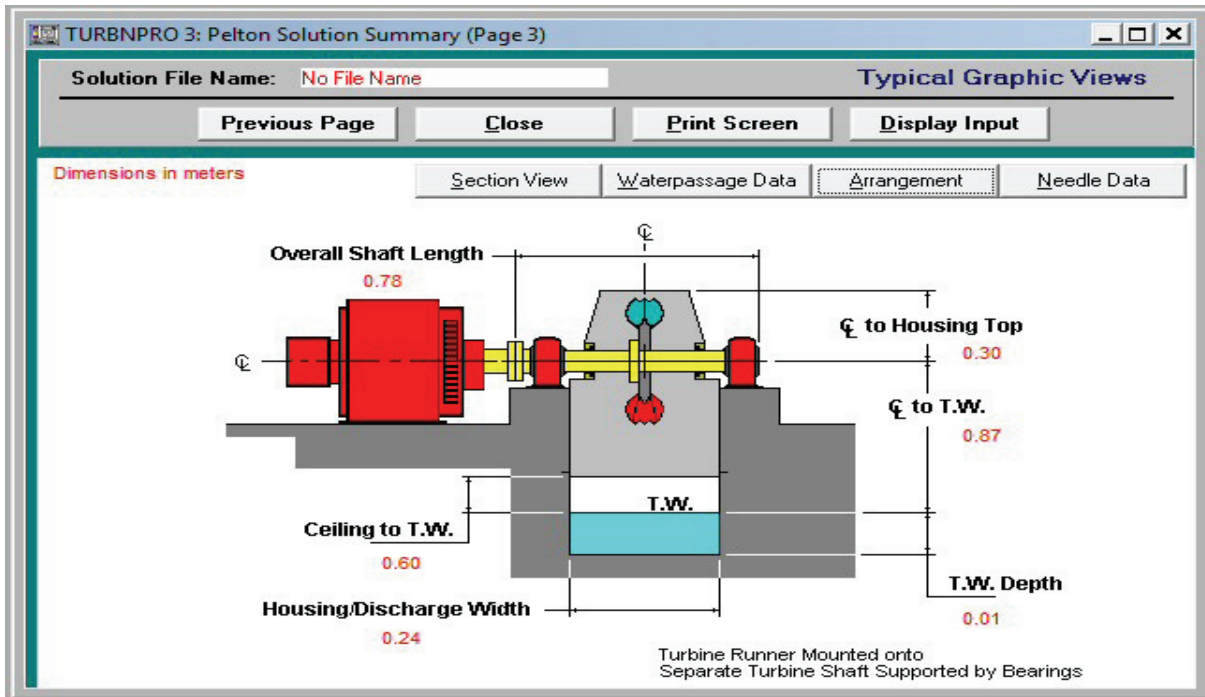 TURBNPRO 3: Pelton Solution Summary (Page 3)
Solution File Name: No File Name
Typical Graphic Views
Previous Page Close Print Screen Display Input
Dimensions in meters
Section View Waterpassage Data Arrangement Needle Data
℄
Overall Shaft Length
0.78
℄ to Housing Top
0.30
℄
℄ to T.W.
0.87
T.W.
Ceiling to T.W.
0.60
T.W. Depth
0.01
Housing/Discharge Width
0.24
Turbine Runner Mounted onto
Separate Turbine Shaft Supported by Bearings